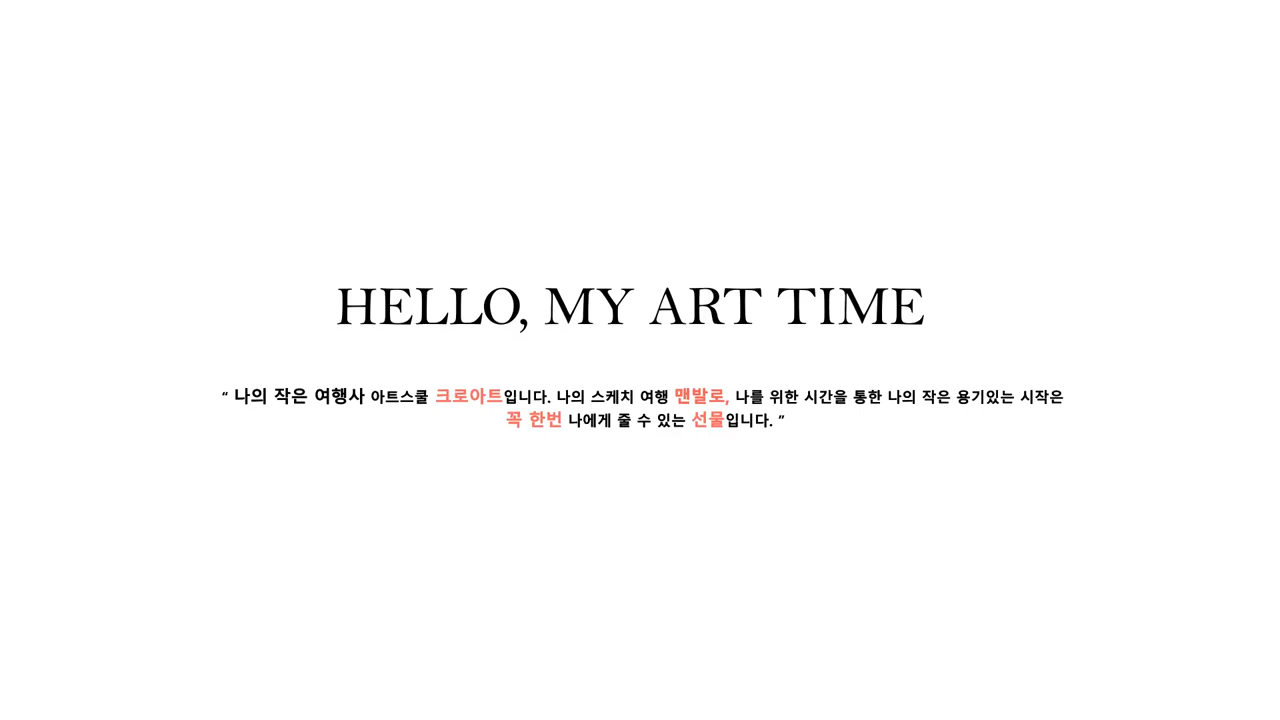 HELLO, MY ART TIME
“ 나의 작은 여행사 아트스쿨 크로아트입니다. 나의 스케치 여행 맨발로, 나를 위한 시간을 통한 나의 작은 용기있는 시작은
꼭 한번 나에게 줄 수 있는 선물입니다. ”